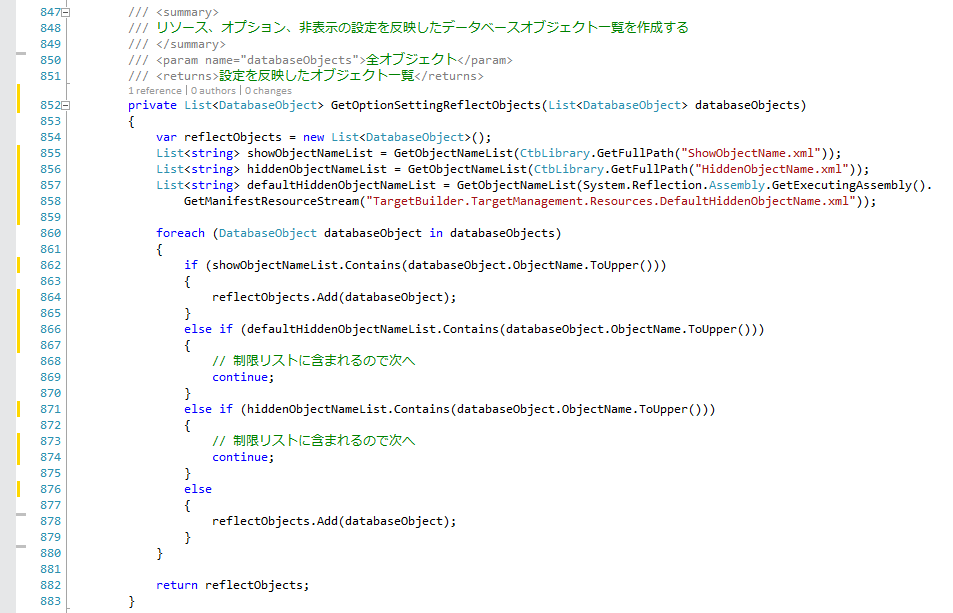 847 /// <summary>
848 /// リソース、オプション、非表示の設定を反映したデータベースオブジェクト一覧を作成する
849 /// </summary>
850 /// <param name="databaseObjects">全オブジェクト</param>
851 /// <returns>設定を反映したオブジェクト一覧</returns>
1 reference | 0 authors | 0 changes
852 private List<DatabaseObject> GetOptionSettingReflectObjects(List<DatabaseObject> databaseObjects)
853 {
854 var reflectObjects = new List<DatabaseObject>();
855 List<string> showObjectNameList = GetObjectNameList(CtbLibrary.GetFullPath("ShowObjectName.xml"));
856 List<string> hiddenObjectNameList = GetObjectNameList(CtbLibrary.GetFullPath("HiddenObjectName.xml"));
857 List<string> defaultHiddenObjectNameList = GetObjectNameList(System.Reflection.Assembly.GetExecutingAssembly().
858 GetManifestResourceStream("TargetBuilder.TargetManagement.Resources.DefaultHiddenObjectName.xml"));
859
860 foreach (DatabaseObject databaseObject in databaseObjects)
861 {
862 if (showObjectNameList.Contains(databaseObject.ObjectName.ToUpper()))
863 {
864 reflectObjects.Add(databaseObject);
865 }
866 else if (defaultHiddenObjectNameList.Contains(databaseObject.ObjectName.ToUpper()))
867 {
868 // 制限リストに含まれるので次へ
869 continue;
870 }
871 else if (hiddenObjectNameList.Contains(databaseObject.ObjectName.ToUpper()))
872 {
873 // 制限リストに含まれるので次へ
874 continue;
875 }
876 else
877 {
878 reflectObjects.Add(databaseObject);
879 }
880 }
881
882 return reflectObjects;
883 }